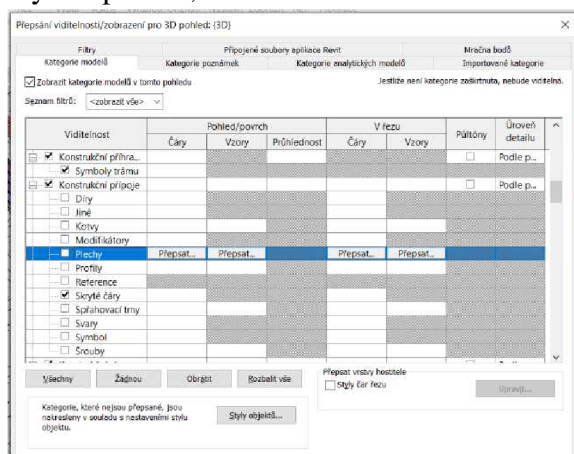 Přepsání viditelnosti/zobrazení pro 3D pohled: {3D}
Filtry Připojené soubory aplikace Revit Mračna bodů
Kategorie modelů Kategorie poznámek Kategorie analytických modelů Importované kategorie
Zobrazit kategorie modelů v tomto pohledu Jestliže není kategorie zaškrtnuta, nebude viditelná.
Seznam filtrů: <zobrazit vše>
Viditelnost Pohled/povrch V řezu Půltóny Úroveň detailu
Čáry Vzory Průhlednost Čáry Vzory
Konstrukční příhra... Podle p...
Symboly trámu
Konstrukční přípoje Podle p...
Díry
Jiné
Kotvy
Modifikátory
Plechy Přepsat... Přepsat... Přepsat... Přepsat...
Profily
Reference
Skryté čáry
Spřahovací trny
Svary
Symbol
Šrouby
Všechny Žádnou Obrátit Rozbalit vše
Přepsat vrstvy hostitele
Styly čar řezu
Upravit...
Kategorie, které nejsou přepsané, jsou
nakresleny v souladu s nastaveními stylu
objektu.
Styly objektů...